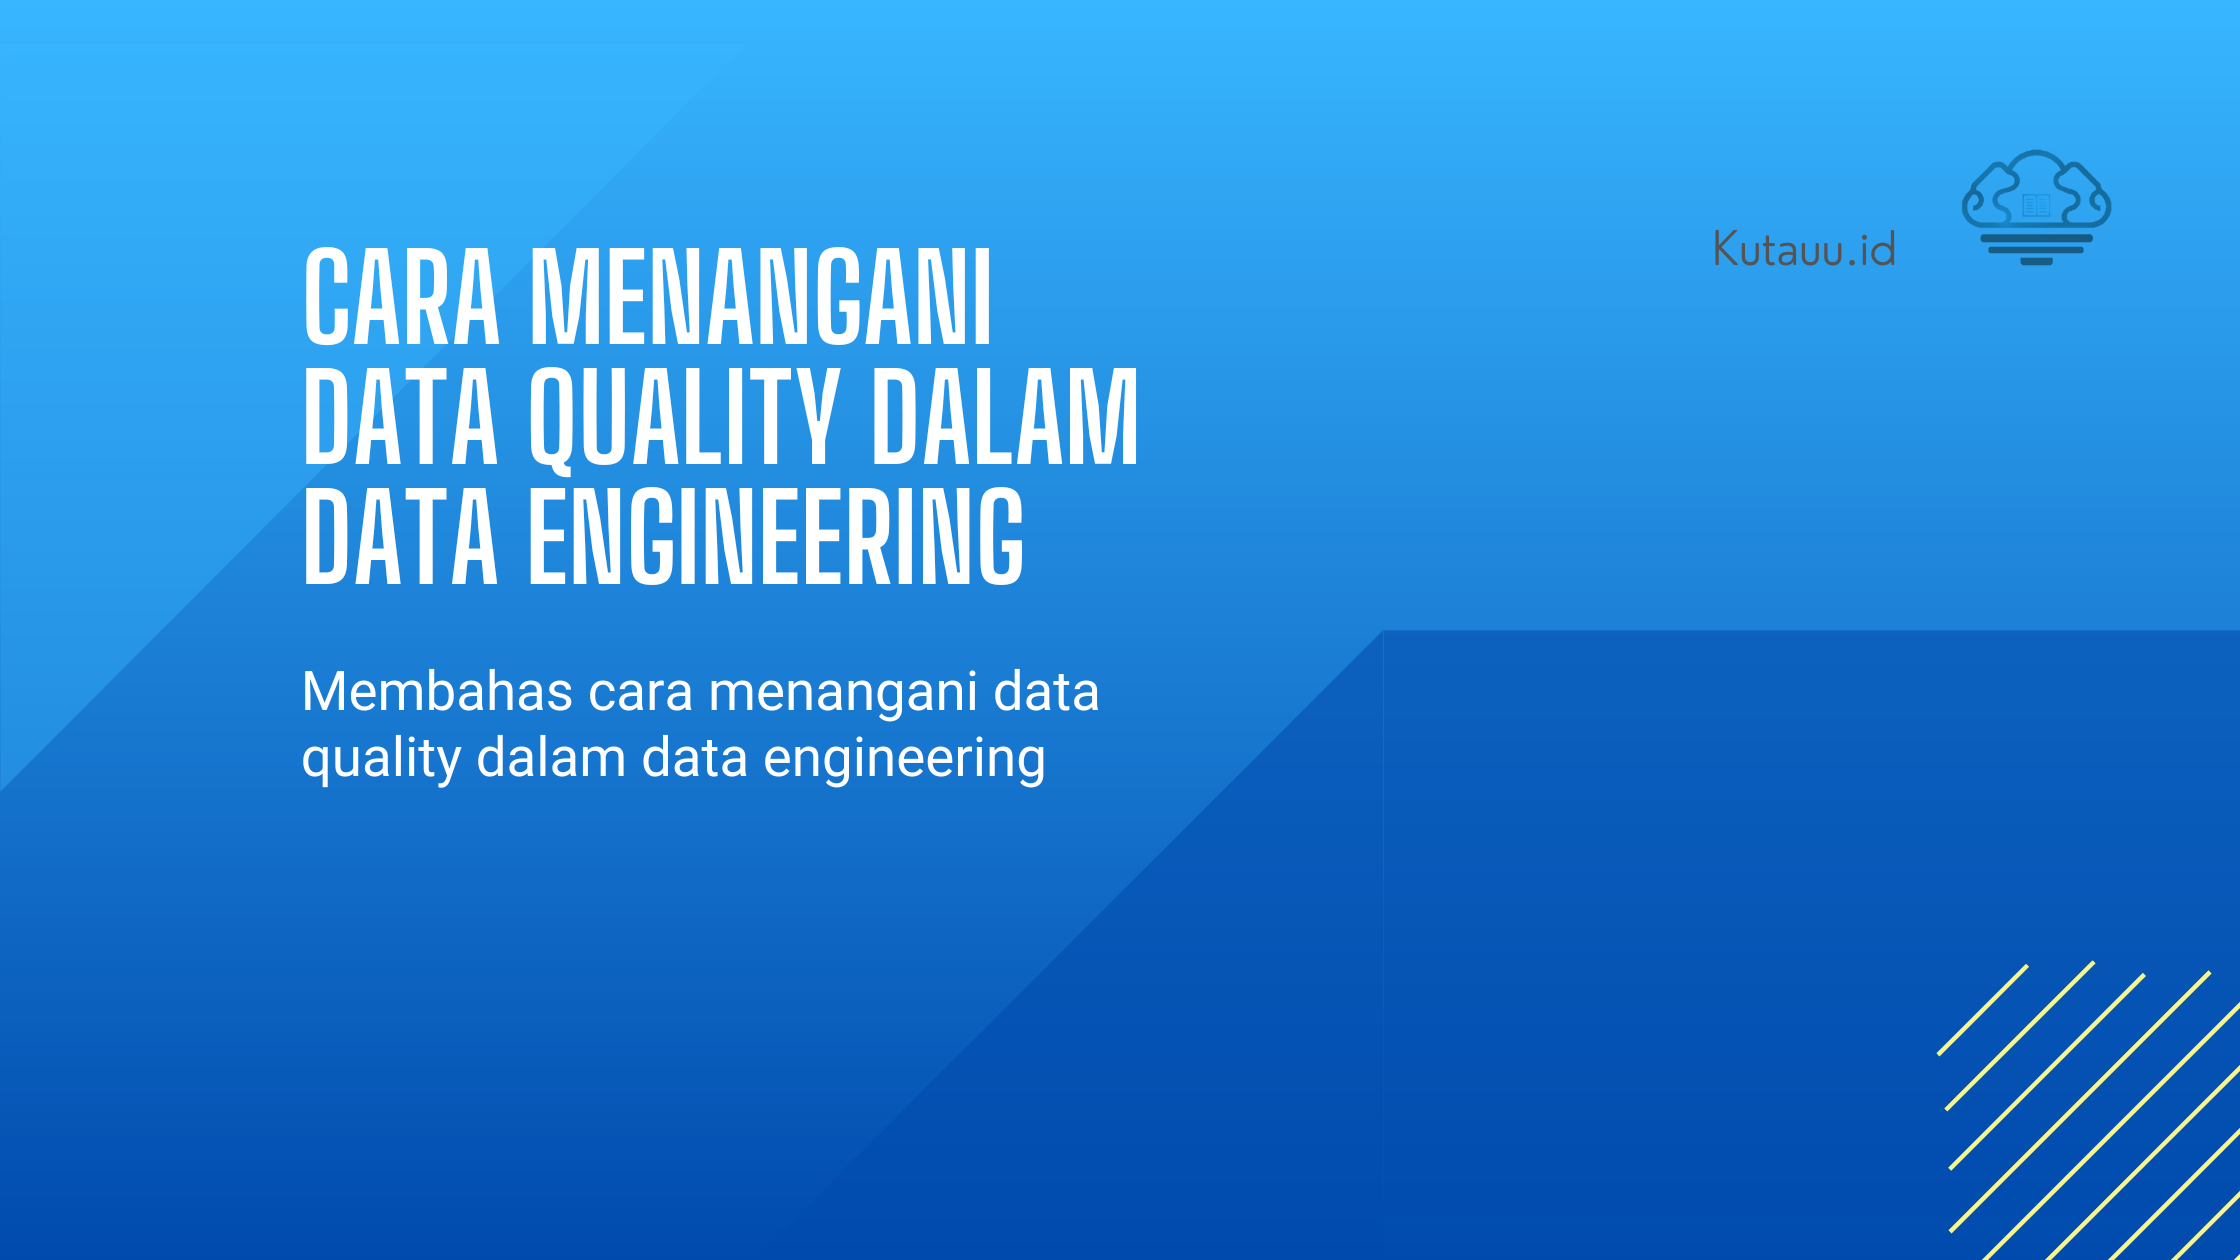 CARA MENANGANI
DATA QUALITY DALAM
DATA ENGINEERING
Membahas cara menangani data
quality dalam data engineering
Kutauu.id